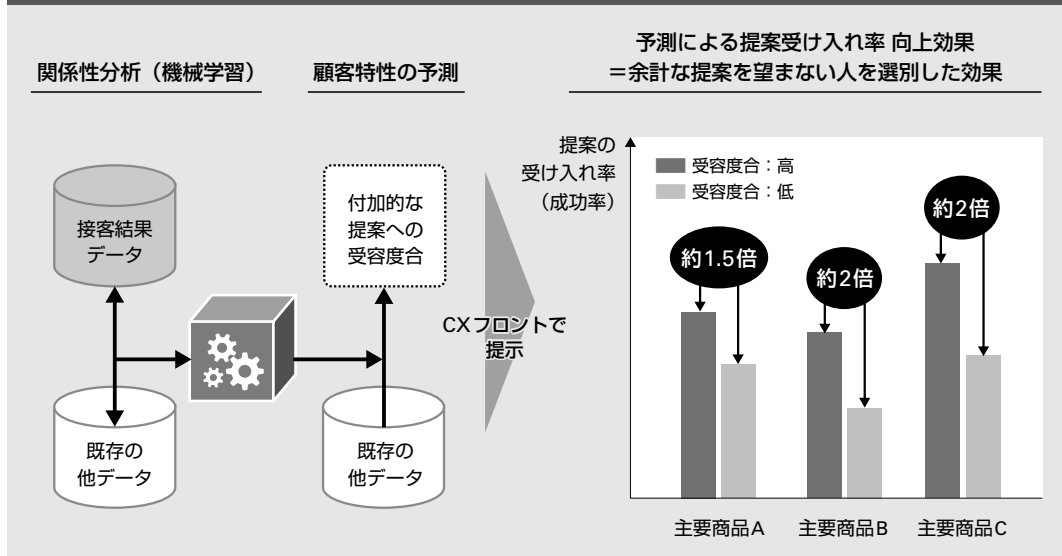 関係性分析（機械学習）
接客結果
データ
既存の
他データ
顧客特性の予測
付加的な
提案への
受容度合
既存の
他データ
CXフロントで
提示
予測による提案受け入れ率 向上効果
＝余計な提案を望まない人を選別した効果
提案の
受け入れ率
（成功率）
受容度合：高
受容度合：低
約1.5倍
約2倍
約2倍
主要商品A
主要商品B
主要商品C